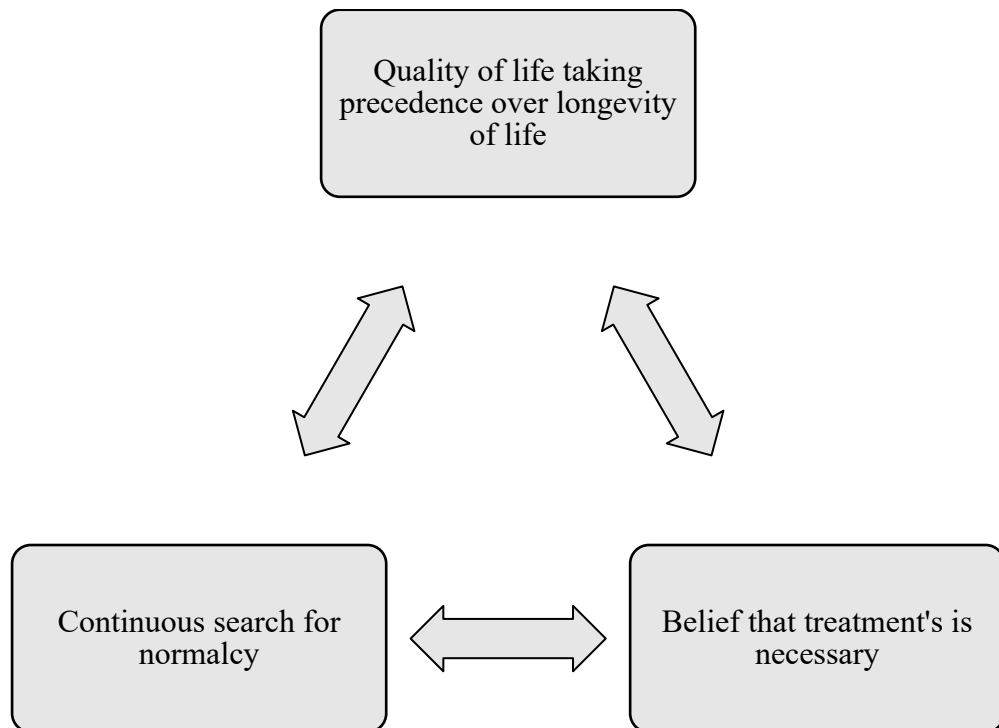 Quality of life taking
precedence over longevity
of life
Continuous search for
normalcy
Belief that treatment's is
necessary